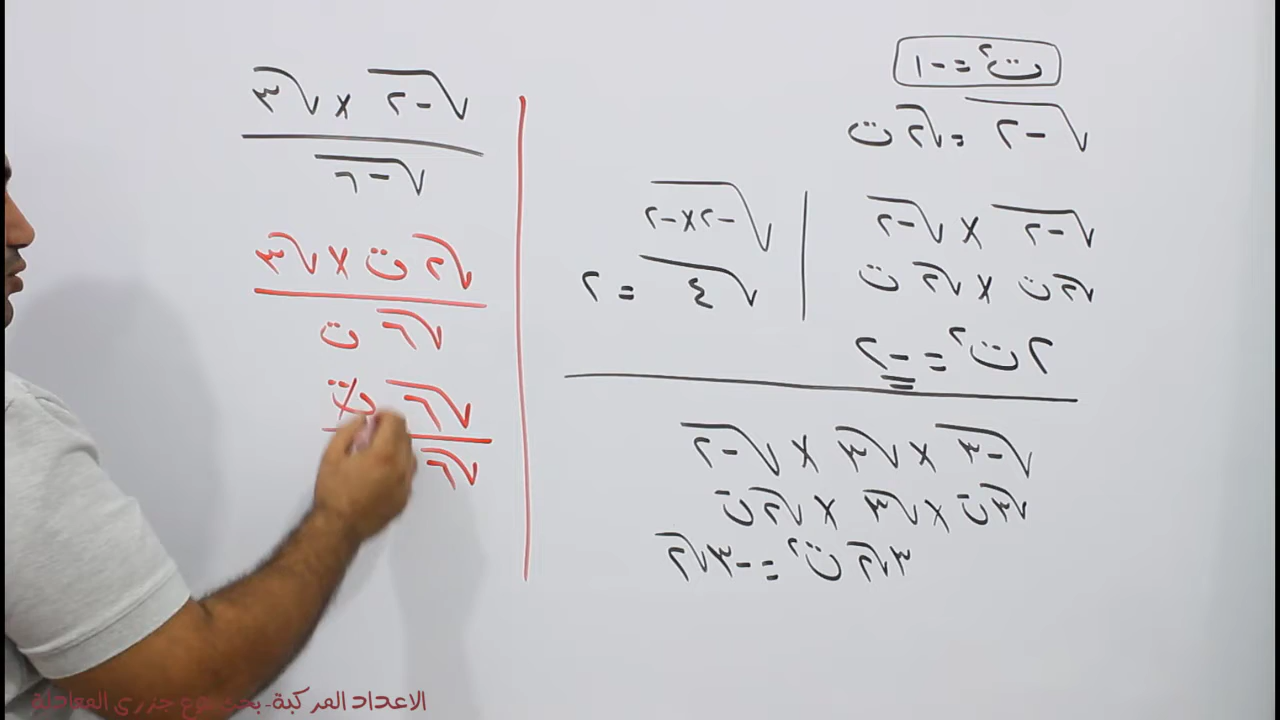 ت² = -١
√-٢ = √٢ ت
√-٢ × √-٢
√٢ ت × √٢ ت
٢ ت² = -٢
√-٢×-٢
√٤ = ٢
√-٣ × √٣ × √-٢
√٣ ت × √٣ × √٢ ت
٣√٢ ت² = -٣√٢
√-٢ × √٣
√-٦
√٢ ت × √٣
√٦ ت
√٦ ت
√٦
الاعداد المركبة - بحث نوع جذرى المعادلة